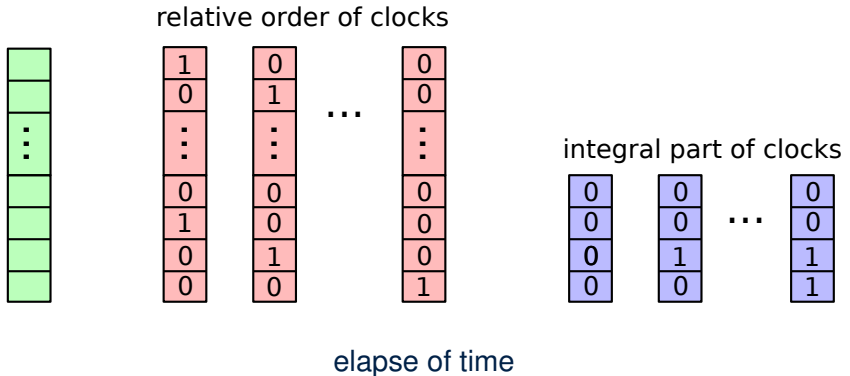 relative order of clocks
1 0 0
0 1 ... 0
⋮ ⋮ ⋮ ⋮
integral part of clocks
0 0 0 0 0 0
1 0 0 0 0 ... 0
0 1 0 0 1 1
0 0 1 0 0 1
elapse of time